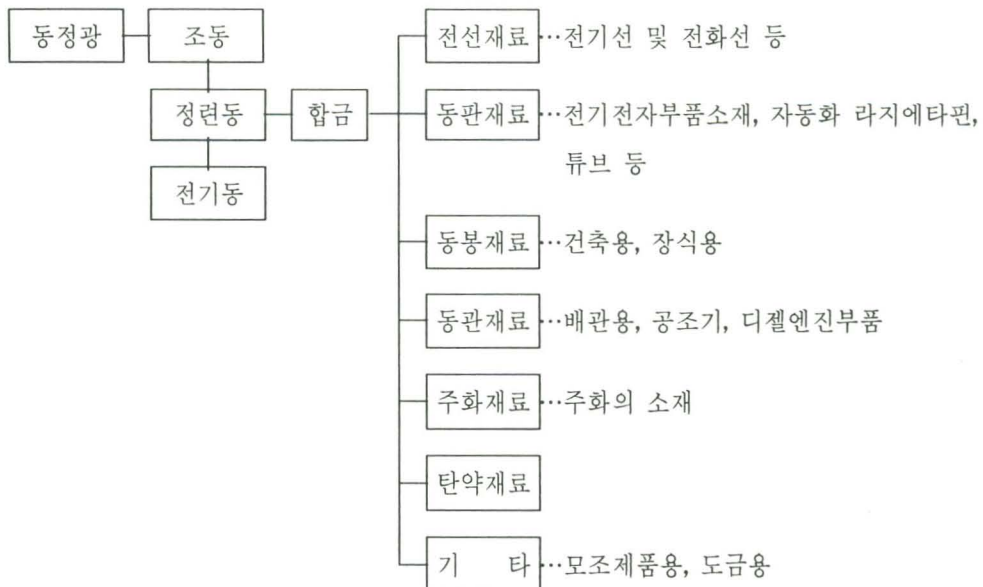 동정광 조동 전선재료…전기선 및 전화선 등
정련동 합금 동판재료…전기전자부품소재, 자동화 라지에타핀,
튜브 등
전기동
동봉재료…건축용, 장식용
동관재료…배관용, 공조기, 디젤엔진부품
주화재료…주화의 소재
탄약재료
기 타…모조제품용, 도금용